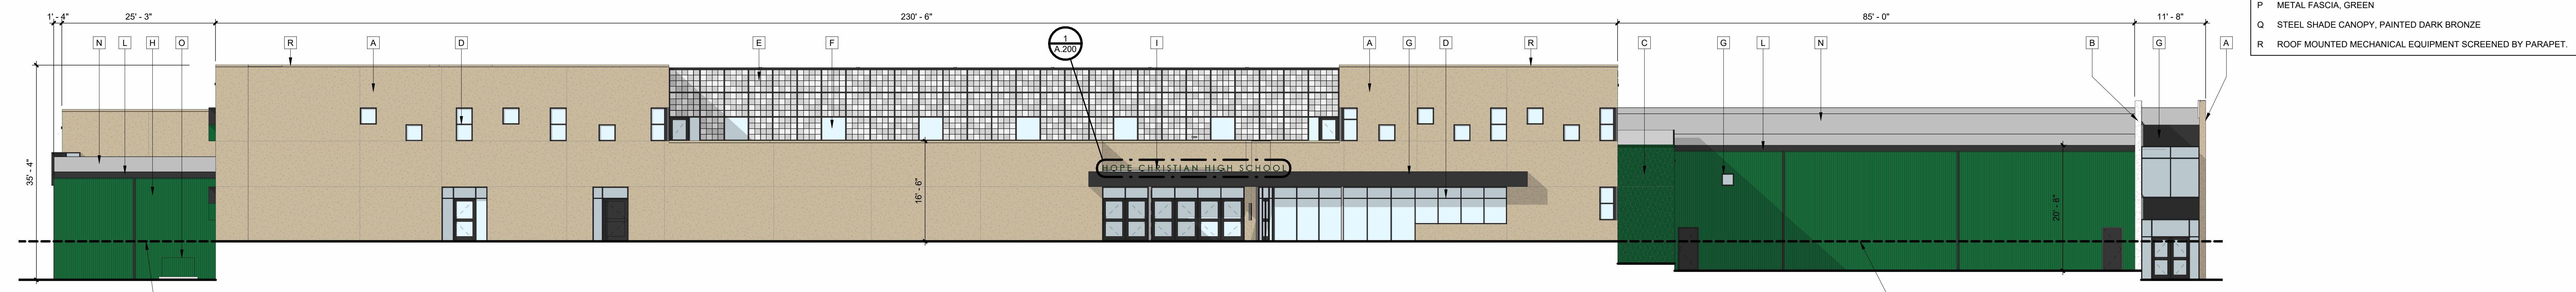 1' - 4"
25' - 3"
230' - 6"
85' - 0"
11' - 8"
P METAL FASCIA, GREEN
Q STEEL SHADE CANOPY, PAINTED DARK BRONZE
R ROOF MOUNTED MECHANICAL EQUIPMENT SCREENED BY PARAPET.
N L H O R A D E F 1 I A G D R C G L N B G A
A.200
35' - 4"
16' - 6"
HOPE CHRISTIAN HIGH SCHOOL
20' - 8"